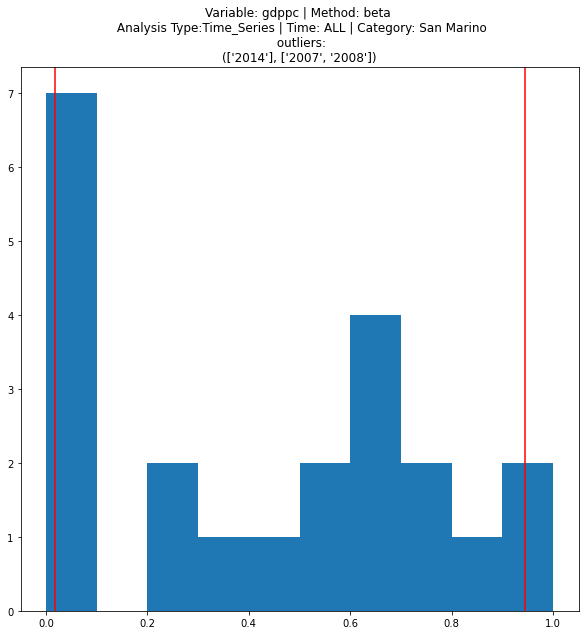 Variable: gdppc | Method: beta
Analysis Type:Time_Series | Time: ALL | Category: San Marino
outliers:
(['2014'], ['2007', '2008'])
7
6
5
4
3
2
1
0
0.0 0.2 0.4 0.6 0.8 1.0